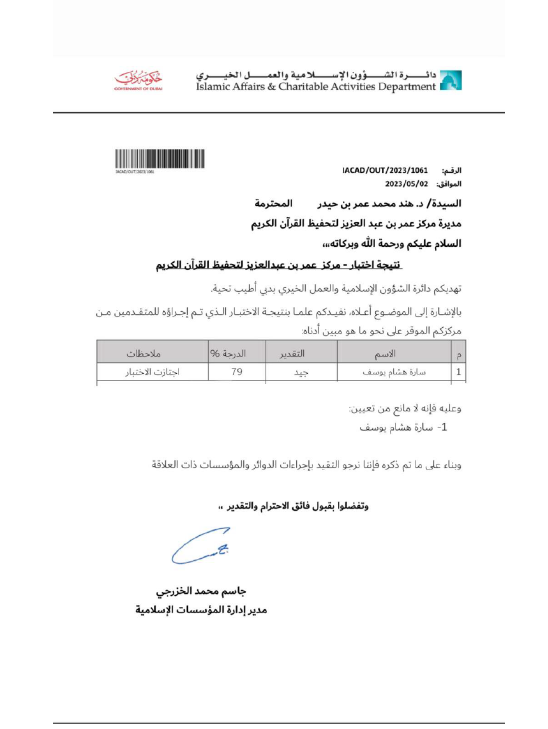 حكومة دبي
GOVERNMENT OF DUBAI
دائرة الشؤون الإسلامية والعمل الخيري
Islamic Affairs & Charitable Activities Department
IACAD/OUT/2023/1061
الرقم: IACAD/OUT/2023/1061
الموافق: 2023/05/02
السيدة/ د. هند محمد عمر بن حيدر المحترمة
مديرة مركز عمر بن عبد العزيز لتحفيظ القرآن الكريم
السلام عليكم ورحمة الله وبركاته،،،
نتيجة اختبار - مركز عمر بن عبدالعزيز لتحفيظ القرآن الكريم
تهديكم دائرة الشؤون الإسلامية والعمل الخيري بدبي أطيب تحية.
بالإشارة إلى الموضوع أعلاه، نفيدكم علما بنتيجة الاختبار الذي تم إجراؤه للمتقدمين من
مركزكم الموقر على نحو ما هو مبين أدناه:
م الاسم التقدير الدرجة % ملاحظات
1 سارة هشام يوسف جيد 79 اجتازت الاختبار
وعليه فإنه لا مانع من تعيين:
1- سارة هشام يوسف
وبناء على ما تم ذكره فإننا نرجو التقيد بإجراءات الدوائر والمؤسسات ذات العلاقة
وتفضلوا بقبول فائق الاحترام والتقدير ،،
جاسم محمد الخزرجي
مدير إدارة المؤسسات الإسلامية